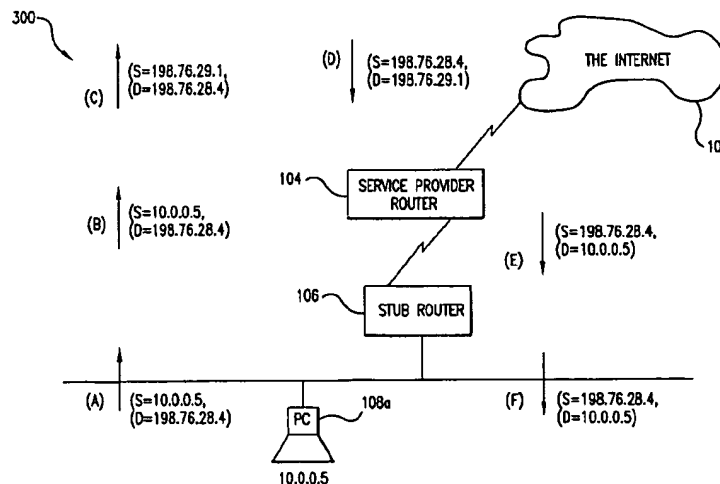 300
(C)
(S=198.76.29.1,
(D=198.76.28.4)
(D)
(S=198.76.28.4,
(D=198.76.29.1)
THE INTERNET
10
104
SERVICE PROVIDER
ROUTER
(B)
(S=10.0.0.5,
(D=198.76.28.4)
(E)
(S=198.76.28.4,
(D=10.0.0.5)
106
STUB ROUTER
(A)
(S=10.0.0.5,
(D=198.76.28.4)
PC
108a
10.0.0.5
(F)
(S=198.76.28.4,
(D=10.0.0.5)